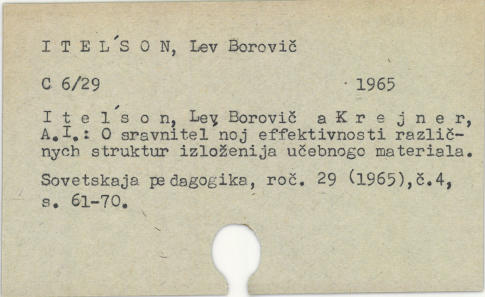 I T E L ´S O N, Lev Borovič
C 6/29 1965
I t e l ´s o n, Lev Borovič a K r e j n e r,
A.I.: O sravnitel noj effektivnosti različ-
nych struktur izloženija učebnogo materiala.
Sovetskaja pedagogika, roč. 29 (1965),č.4,
s. 61-70.